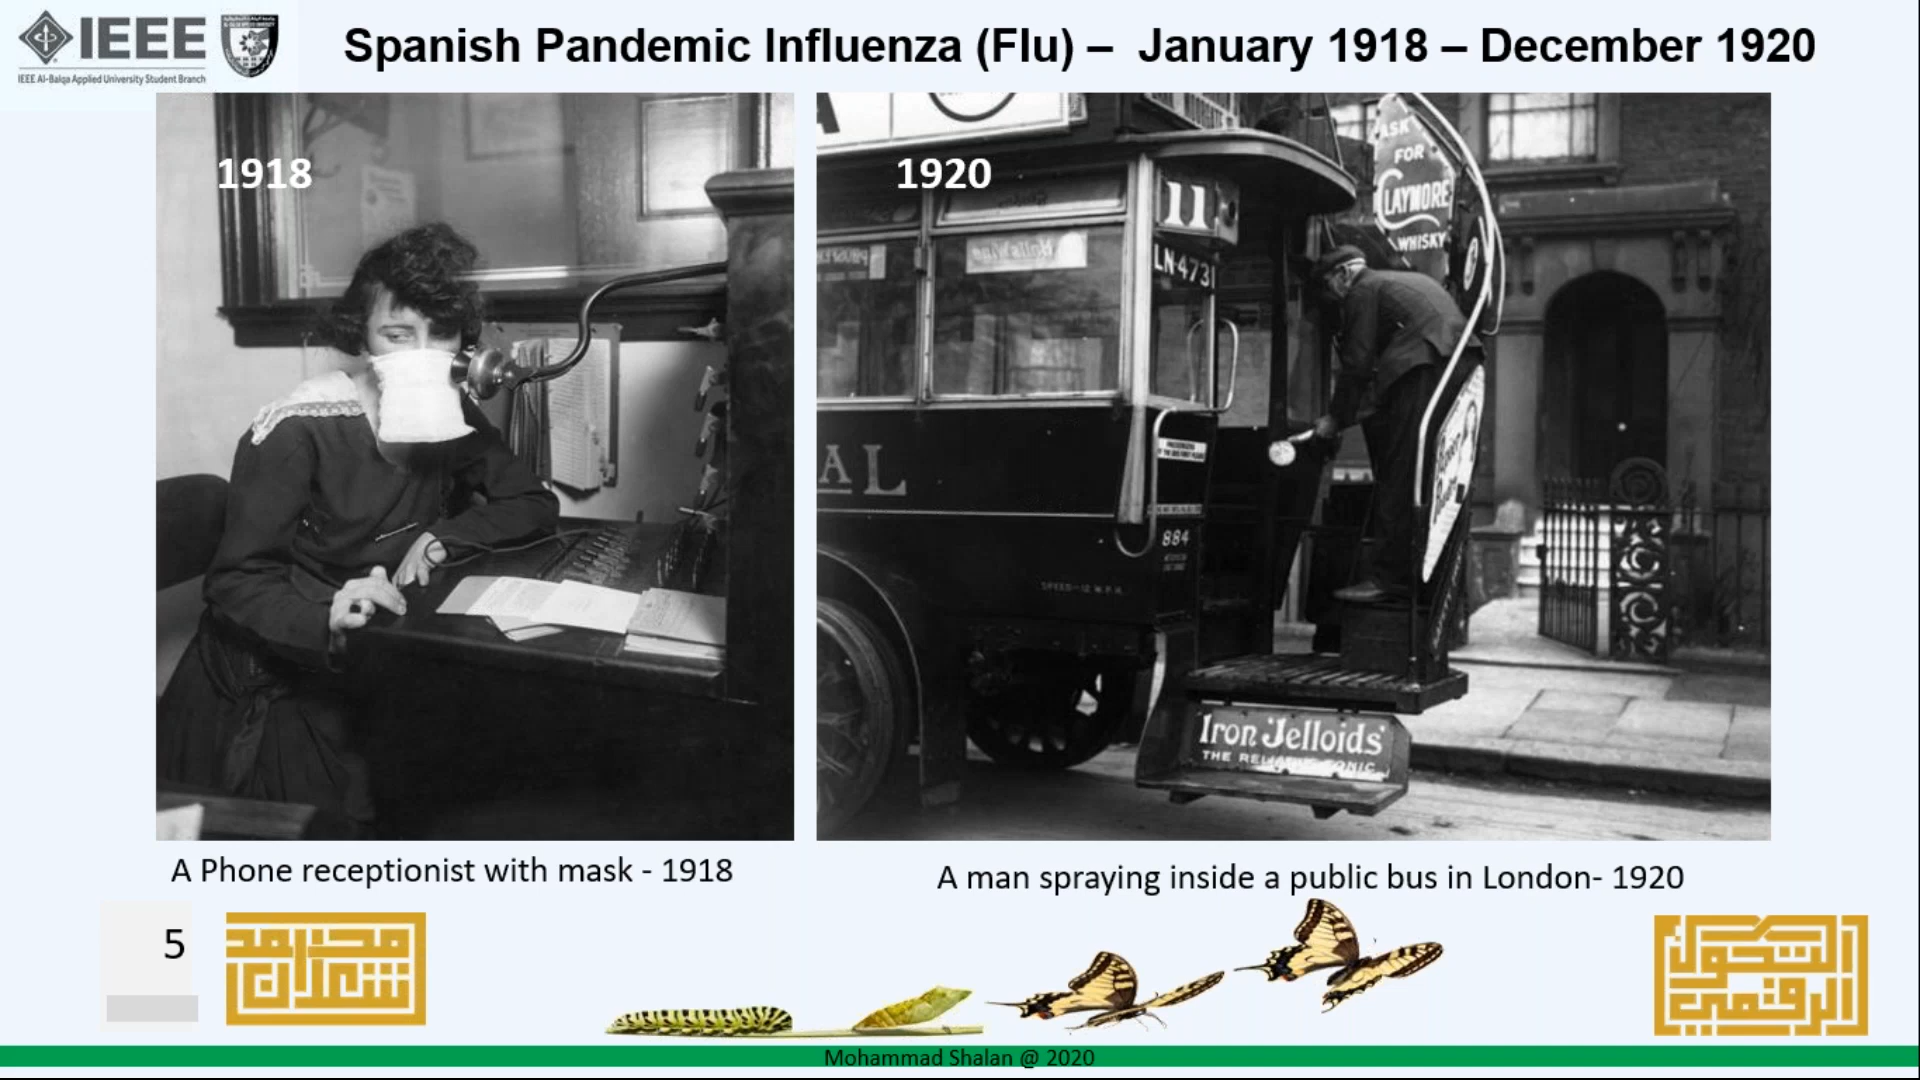 IEEE
IEEE Al-Balqa Applied University Student Branch
Spanish Pandemic Influenza (Flu) – January 1918 – December 1920
1918
1920
ASK
FOR
CLAYMORE
WHISKY
11
LN 4731
AL
884
SPEED-12 M.P.H.
Iron Jelloids'
THE RELIABLE TONIC
A Phone receptionist with mask - 1918
A man spraying inside a public bus in London- 1920
5
محمد
شعلان
التحول
الرقمي
Mohammad Shalan @ 2020